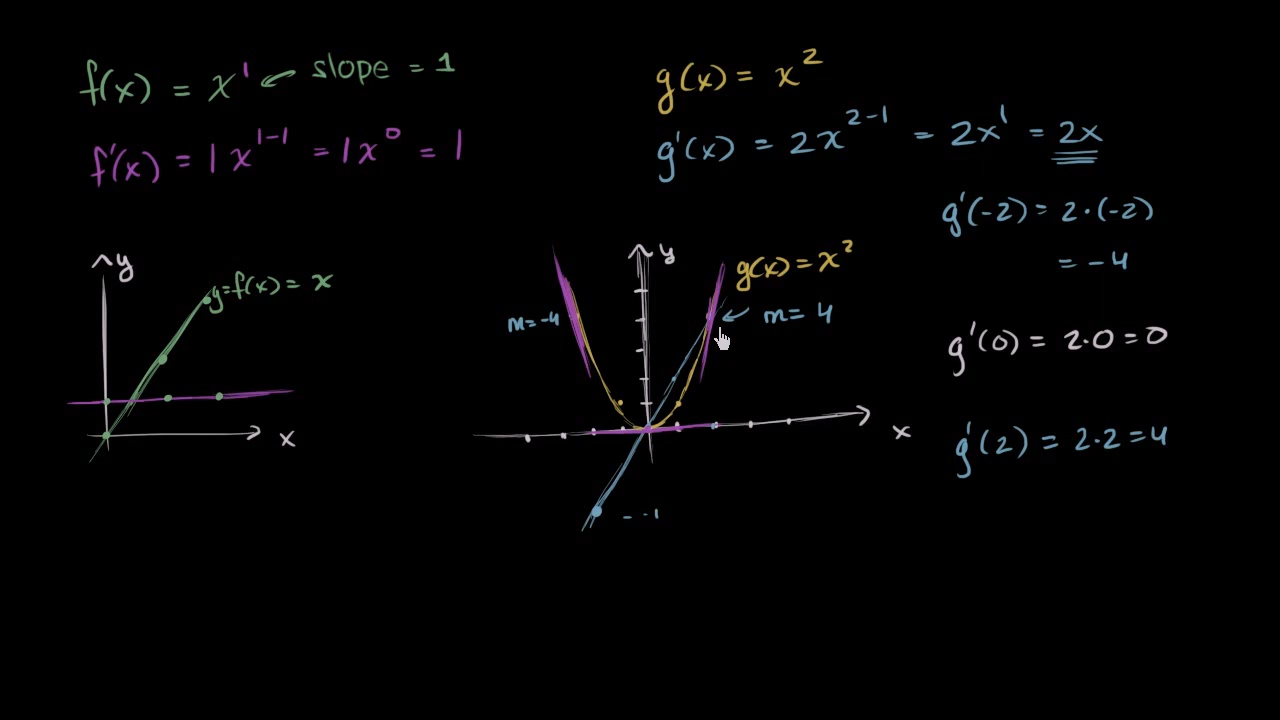 f(x) = x¹ ← slope = 1
f'(x) = 1x¹⁻¹ = 1x⁰ = 1
g(x) = x²
g'(x) = 2x²⁻¹ = 2x¹ = 2x
g'(-2) = 2·(-2)
= -4
g'(0) = 2·0 = 0
g'(2) = 2·2 = 4
y
y=f(x) = x
x
y
g(x) = x²
m=-4
← m= 4
x